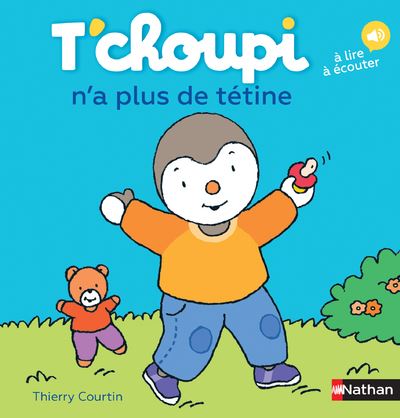 T'choupi
à lire
à écouter
n'a plus de tétine
Thierry Courtin
Nathan